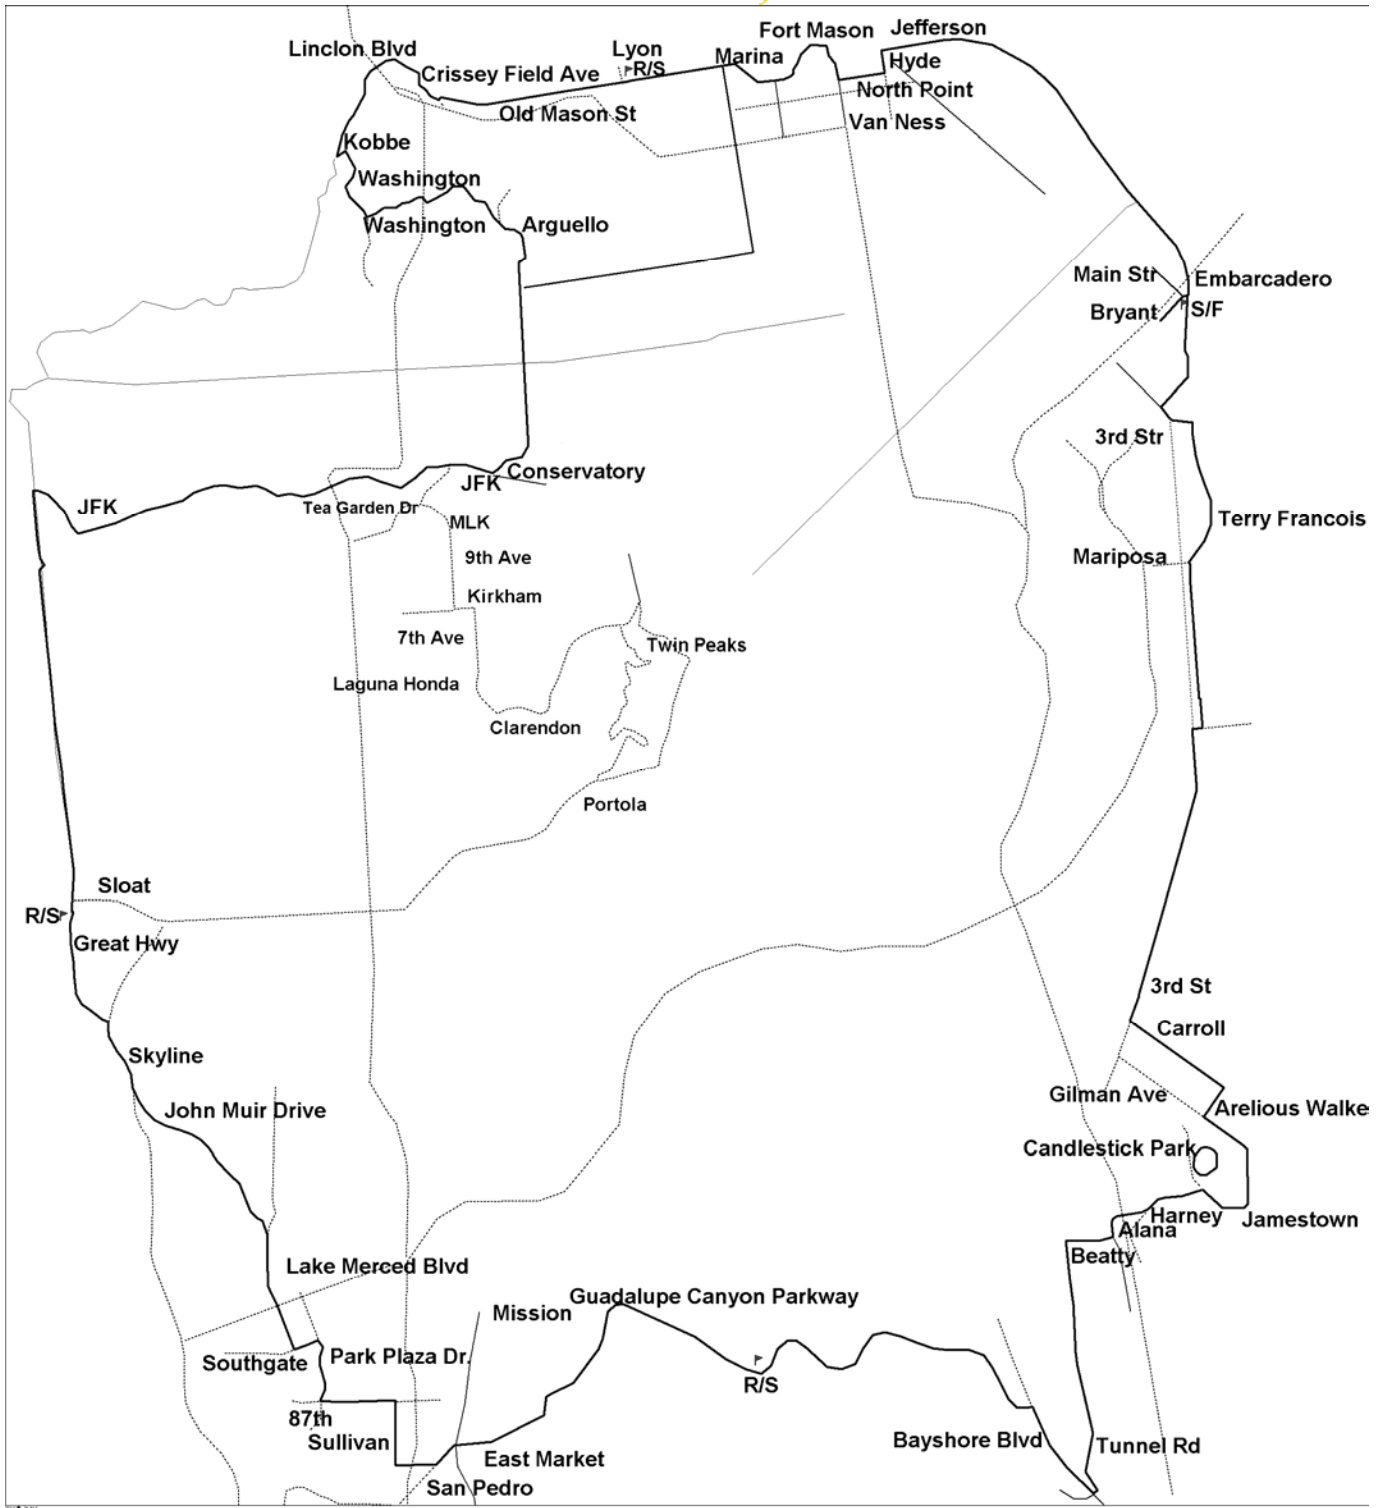 Fort Mason
Jefferson
Linclon Blvd
Lyon
R/S
Marina
Hyde
Crissey Field Ave
North Point
Old Mason St
Van Ness
Kobbe
Washington
Washington
Arguello
Main Str
Embarcadero
Bryant
S/F
3rd Str
Conservatory
JFK
JFK
Tea Garden Dr
MLK
Terry Francois
9th Ave
Mariposa
Kirkham
7th Ave
Twin Peaks
Laguna Honda
Clarendon
Portola
Sloat
R/S
Great Hwy
3rd St
Carroll
Skyline
Gilman Ave
John Muir Drive
Arelious Walke
Candlestick Park
Harney
Jamestown
Alana
Beatty
Lake Merced Blvd
Guadalupe Canyon Parkway
Mission
Park Plaza Dr.
Southgate
R/S
87th
Sullivan
Bayshore Blvd
Tunnel Rd
East Market
San Pedro